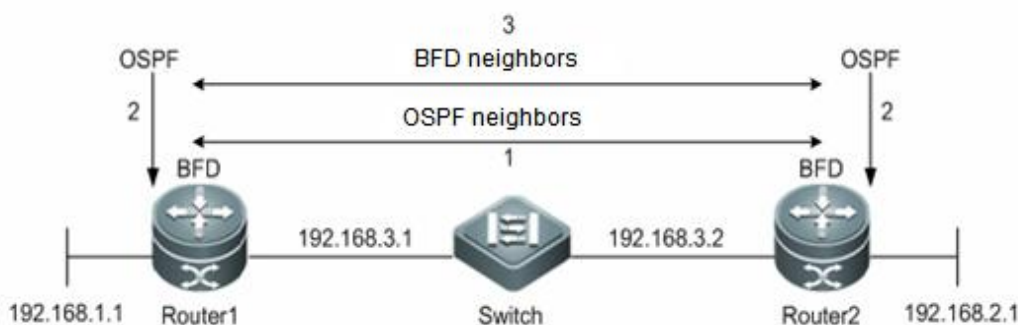 3
OSPF BFD neighbors OSPF
2 OSPF neighbors 2
1
BFD BFD
192.168.3.1 192.168.3.2
192.168.1.1 Router1 Switch Router2 192.168.2.1